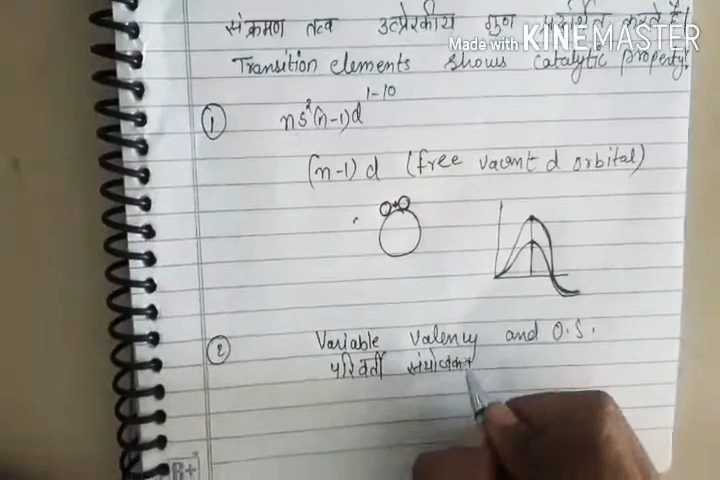 संक्रमण तत्व उत्प्रेरकीय गुण प्रदर्शित करते हैं।
Made with KINEMASTER
Transition elements shows catalytic property.
① ns²(n-1)d¹⁻¹⁰
(n-1) d (free vacant d orbital)
② Variable Valency and O.S.
परिवर्ती
B+